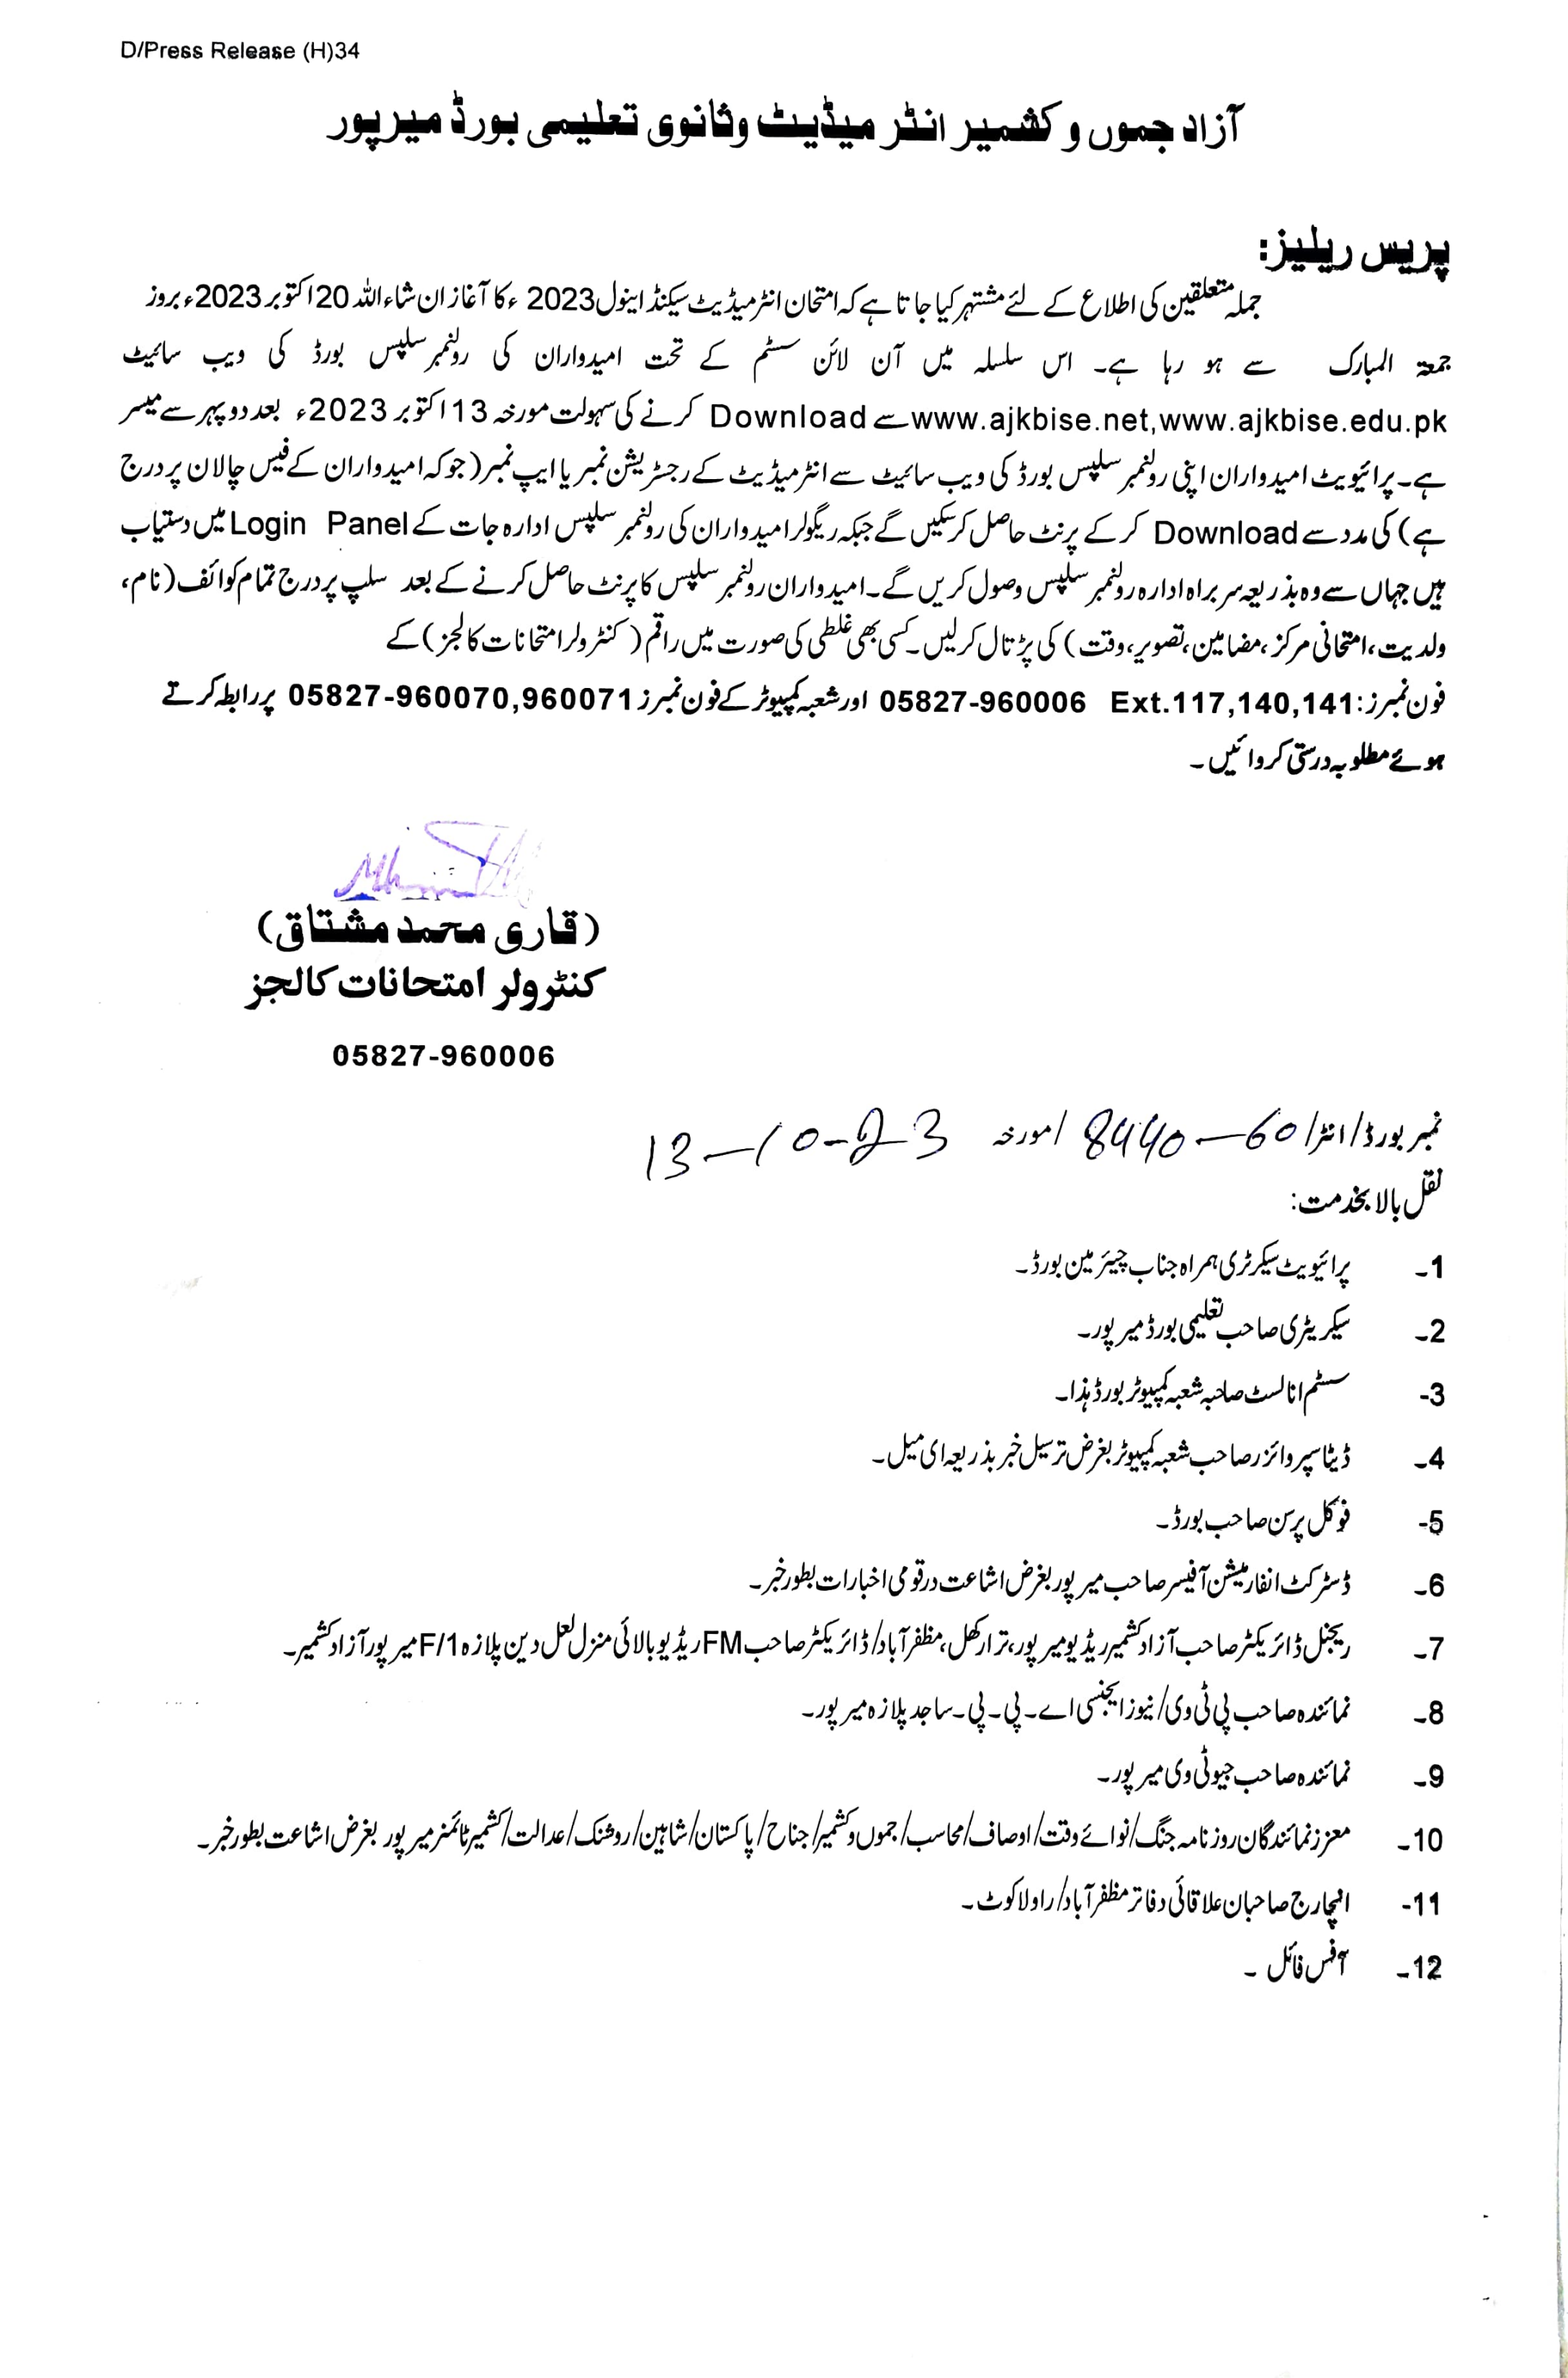 D/Press Release (H)34
آزاد جموں و کشمیر انٹر میڈیٹ وثانوی تعلیمی بورڈ میرپور
پریس ریلیز:
جملہ متعلقین کی اطلاع کے لئے مشتہر کیا جاتا ہے کہ امتحان انٹرمیڈیٹ سیکنڈ اینول 2023 ء کا آغاز ان شاءاللہ 20 اکتوبر 2023ء بروز
جمعۃ المبارک سے ہو رہا ہے۔ اس سلسلہ میں آن لائن سسٹم کے تحت امیدواران کی رولنمبر سلپس بورڈ کی ویب سائیٹ
www.ajkbise.net,www.ajkbise.edu.pk سے Download کرنے کی سہولت مورخہ 13 اکتوبر 2023ء بعد دوپہر سے میسر
ہے۔ پرائیویٹ امیدواران اپنی رولنمبر سلپس بورڈ کی ویب سائیٹ سے انٹرمیڈیٹ کے رجسٹریشن نمبر یا ایپ نمبر (جو کہ امیدواران کے فیس چالان پر درج
ہے) کی مدد سے Download کر کے پرنٹ حاصل کر سکیں گے جبکہ ریگولر امیدواران کی رولنمبر سلپس ادارہ جات کے Login Panel میں دستیاب
ہیں جہاں سے وہ بذریعہ سربراہ ادارہ رولنمبر سلپس وصول کریں گے۔ امیدواران رولنمبر سلپس کا پرنٹ حاصل کرنے کے بعد سلپ پر درج تمام کوائف (نام،
ولدیت، امتحانی مرکز، مضامین، تصویر، وقت) کی پڑتال کرلیں۔ کسی بھی غلطی کی صورت میں راقم (کنٹرولر امتحانات کالجز) کے
فون نمبرز: 05827-960006 Ext.117,140,141 اور شعبہ کمپیوٹر کے فون نمبرز 05827-960070,960071 پر رابطہ کرتے
ہوئے مطلوبہ درستی کروائیں۔
(قاری محمد مشتاق)
کنٹرولر امتحانات کالجز
05827-960006
نمبر بورڈ/انٹر/ 8440-60 /مورخہ 13-10-23
نقل بالا بخدمت:
1۔ پرائیویٹ سیکرٹری ہمراہ جناب چیئرمین بورڈ۔
2۔ سیکریٹری صاحب تعلیمی بورڈ میرپور۔
3- سسٹم انالسٹ صاحبہ شعبہ کمپیوٹر بورڈ ہٰذا۔
4۔ ڈیٹا سپروائزر صاحب شعبہ کمپیوٹر بغرض ترسیل خبر بذریعہ ای میل۔
5- فوکل پرسن صاحب بورڈ۔
6۔ ڈسٹرکٹ انفارمیشن آفیسر صاحب میرپور بغرض اشاعت در قومی اخبارات بطور خبر۔
7۔ ریجنل ڈائریکٹر صاحب آزاد کشمیر ریڈیو میرپور، تراڑکھل، مظفرآباد/ ڈائریکٹر صاحب FM ریڈیو بالائی منزل لعل دین پلازہ F/1 میرپور آزاد کشمیر۔
8۔ نمائندہ صاحب پی ٹی وی/ نیوز ایجنسی اے۔ پی۔ پی۔ ساجد پلازہ میرپور۔
9۔ نمائندہ صاحب جیو ٹی وی میرپور۔
10۔ معزز نمائندگان روزنامہ جنگ/نوائے وقت/اوصاف/محاسب/جموں وکشمیر/جناح/پاکستان/شاہین/روشنک/عدالت/کشمیر ٹائمنر میرپور بغرض اشاعت بطور خبر۔
11- انچارج صاحبان علاقائی دفاتر مظفرآباد/راولاکوٹ۔
12۔ آفس فائل ۔